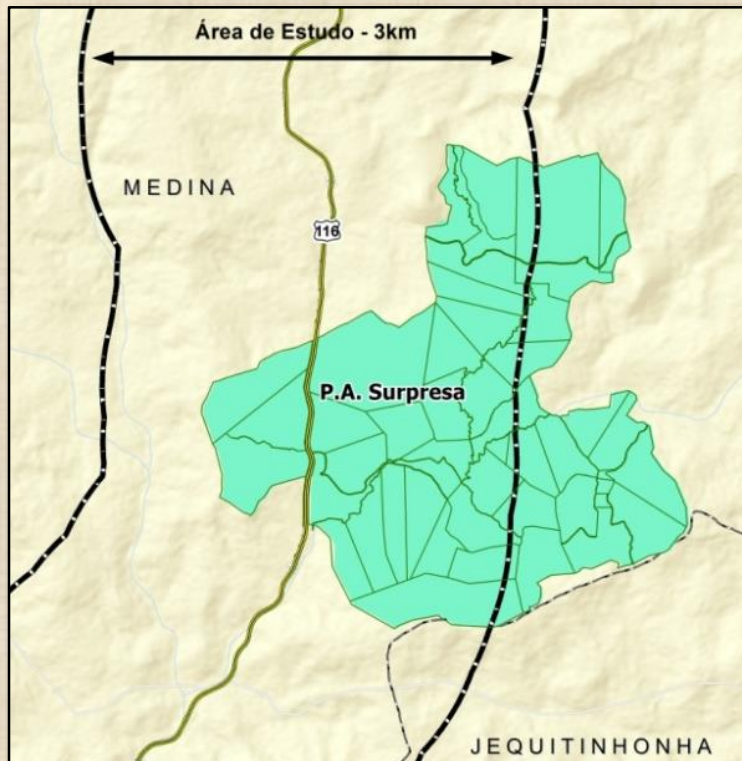 Área de Estudo - 3km
MEDINA
116
P.A. Surpresa
JEQUITINHONHA